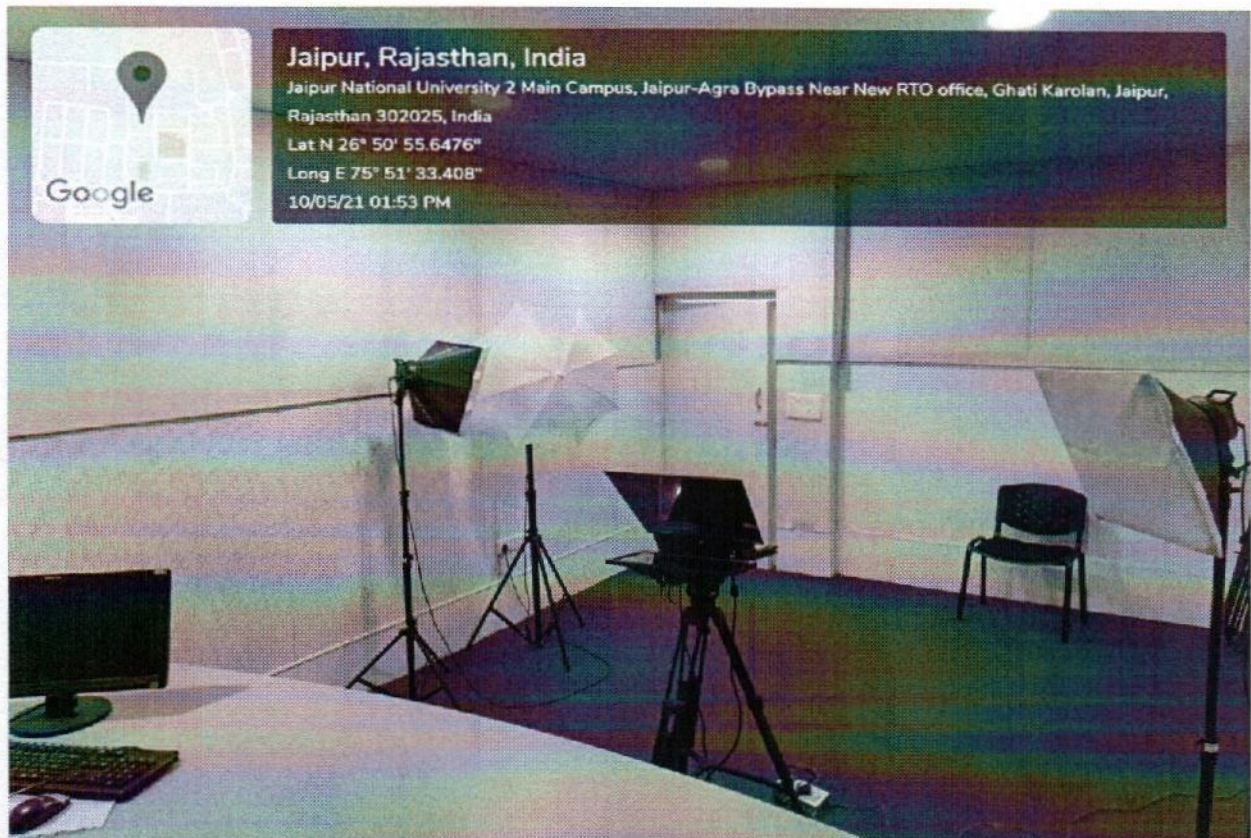 Google
Jaipur, Rajasthan, India
Jaipur National University 2 Main Campus, Jaipur-Agra Bypass Near New RTO office, Ghati Karolan, Jaipur,
Rajasthan 302025, India
Lat N 26° 50' 55.6476"
Long E 75° 51' 33.408"
10/05/21 01:53 PM